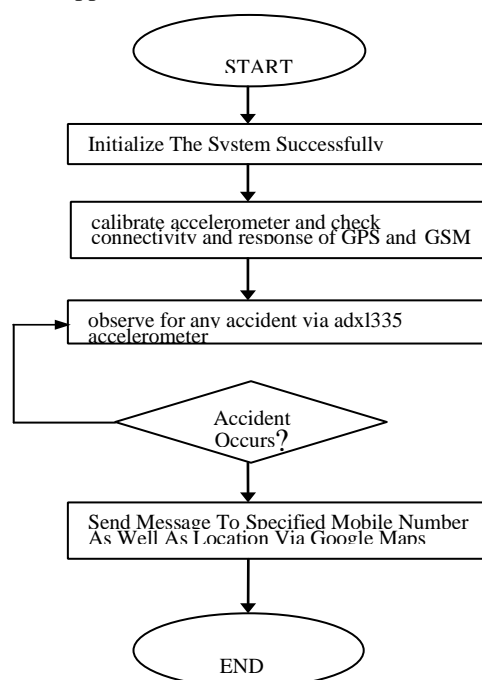 START
Initialize The System Successfully
calibrate accelerometer and check
connectivity and response of GPS and GSM
observe for any accident via adxl335
accelerometer
Accident
Occurs?
Send Message To Specified Mobile Number
As Well As Location Via Google Maps
END